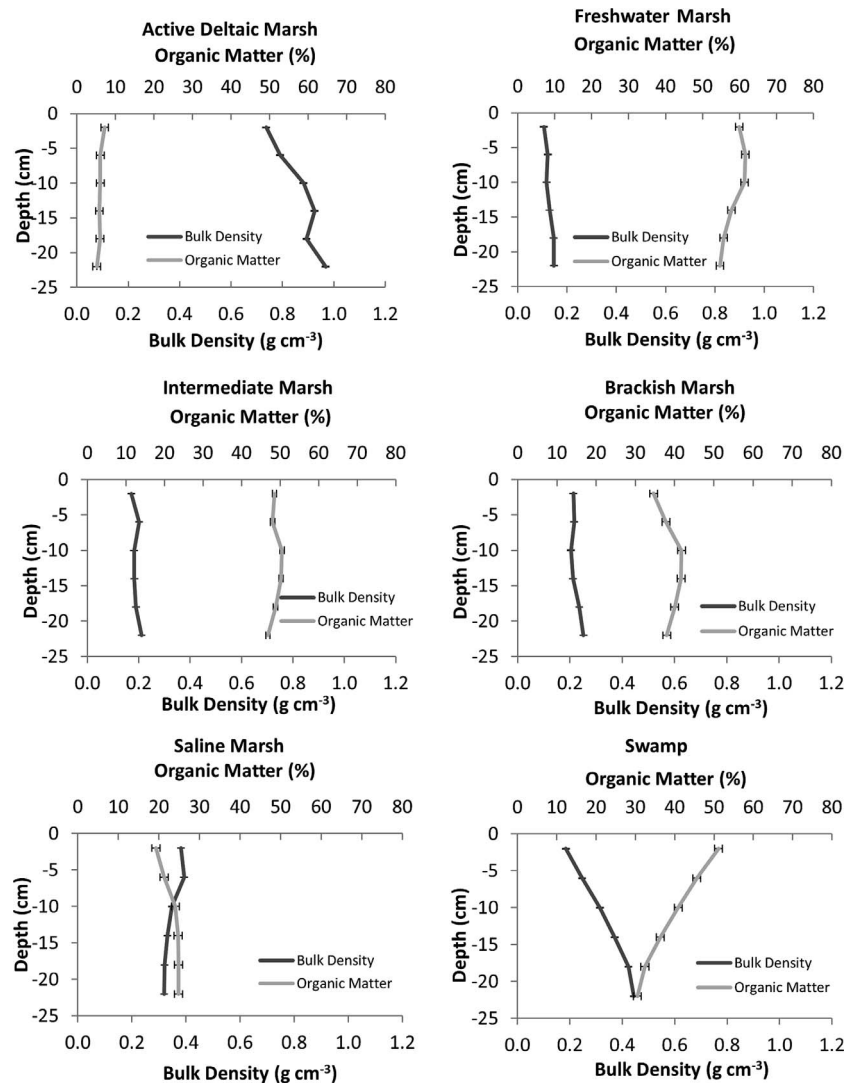 Active Deltaic Marsh
Organic Matter (%)
0 10 20 30 40 50 60 70 80
0
-5
-10
-15
-20
-25
Depth (cm)
Bulk Density
Organic Matter
0.0 0.2 0.4 0.6 0.8 1.0 1.2
Bulk Density (g cm⁻³)
Freshwater Marsh
Organic Matter (%)
0 10 20 30 40 50 60 70 80
0
-5
-10
-15
-20
-25
Depth (cm)
Bulk Density
Organic Matter
0.0 0.2 0.4 0.6 0.8 1.0 1.2
Bulk Density (g cm⁻³)
Intermediate Marsh
Organic Matter (%)
0 10 20 30 40 50 60 70 80
0
-5
-10
-15
-20
-25
Depth (cm)
Bulk Density
Organic Matter
0.0 0.2 0.4 0.6 0.8 1.0 1.2
Bulk Density (g cm⁻³)
Brackish Marsh
Organic Matter (%)
0 10 20 30 40 50 60 70 80
0
-5
-10
-15
-20
-25
Depth (cm)
Bulk Density
Organic Matter
0.0 0.2 0.4 0.6 0.8 1.0 1.2
Bulk Density (g cm⁻³)
Saline Marsh
Organic Matter (%)
0 10 20 30 40 50 60 70 80
0
-5
-10
-15
-20
-25
Depth (cm)
Bulk Density
Organic Matter
0.0 0.2 0.4 0.6 0.8 1.0 1.2
Bulk Density (g cm⁻³)
Swamp
Organic Matter (%)
0 10 20 30 40 50 60 70 80
0
-5
-10
-15
-20
-25
Depth (cm)
Bulk Density
Organic Matter
0.0 0.2 0.4 0.6 0.8 1.0 1.2
Bulk Density (g cm⁻³)